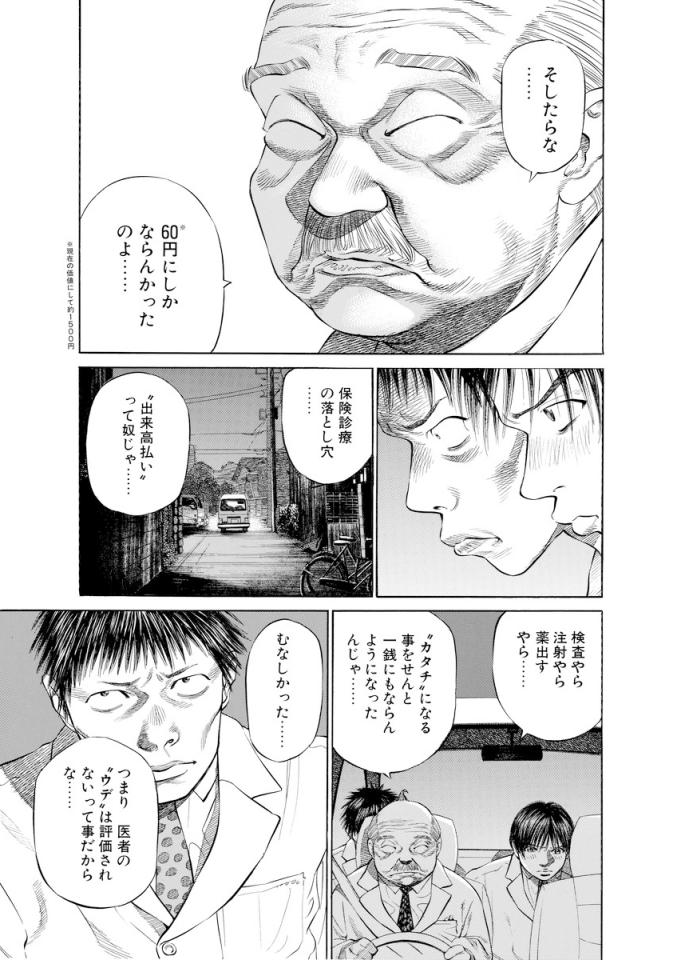 そしたらな
……
60※円にしか
ならんかった
のよ……
※現在の価値にして約1500円
保険診療
の落とし穴
……
〝出来高払い〟
って奴じゃ……
検査やら
注射やら
薬出す
やら……
〝カタチ〟になる
事をせんと
一銭にもならん
ようになった
んじゃ……
むなしかった……
つまり 医者の
〝ウデ〟は評価され
ないって事だから
な……